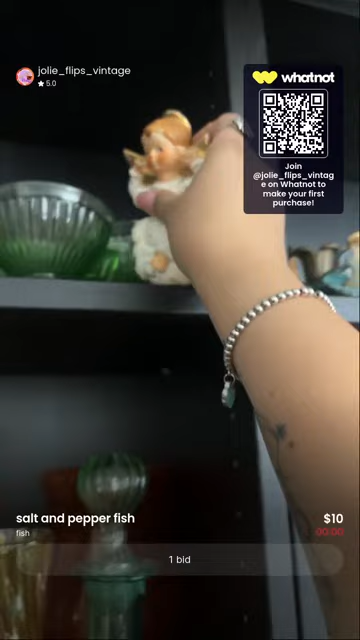 jolie_flips_vintage
5.0
whatnot
Join
@jolie_flips_vintag
e on Whatnot to
make your first
purchase!
salt and pepper fish
$10
fish
00:00
1 bid